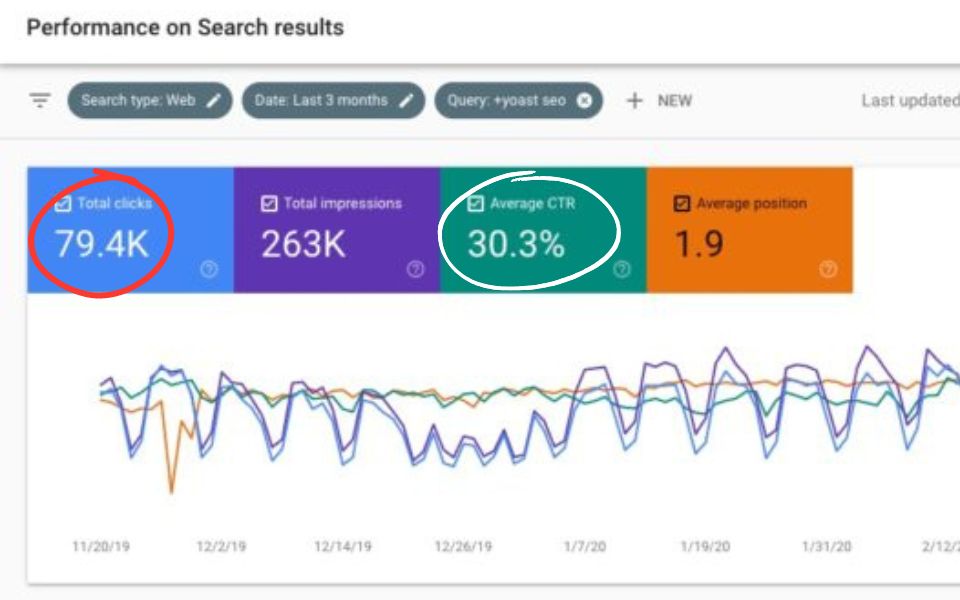 Performance on Search results
Search type: Web
Date: Last 3 months
Query: +yoast seo
+ NEW
Last updated
Total clicks
79.4K
Total impressions
263K
Average CTR
30.3%
Average position
1.9
11/20/19
12/2/19
12/14/19
12/26/19
1/7/20
1/19/20
1/31/20
2/12/2